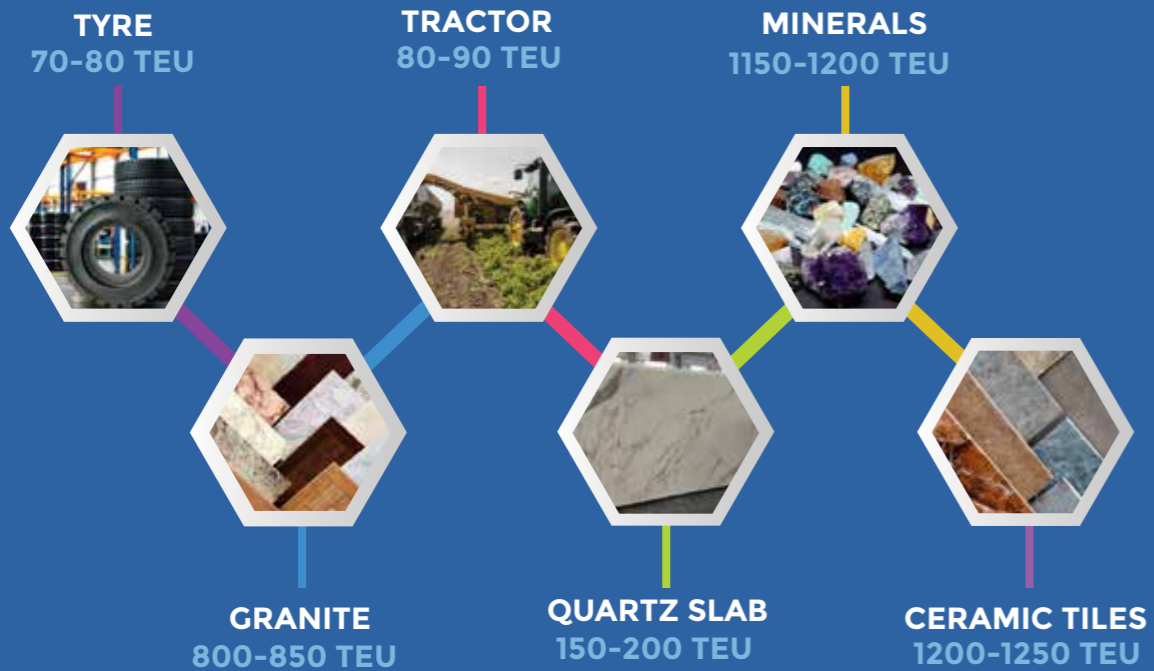 TYRE
70-80 TEU
TRACTOR
80-90 TEU
MINERALS
1150-1200 TEU
GRANITE
800-850 TEU
QUARTZ SLAB
150-200 TEU
CERAMIC TILES
1200-1250 TEU